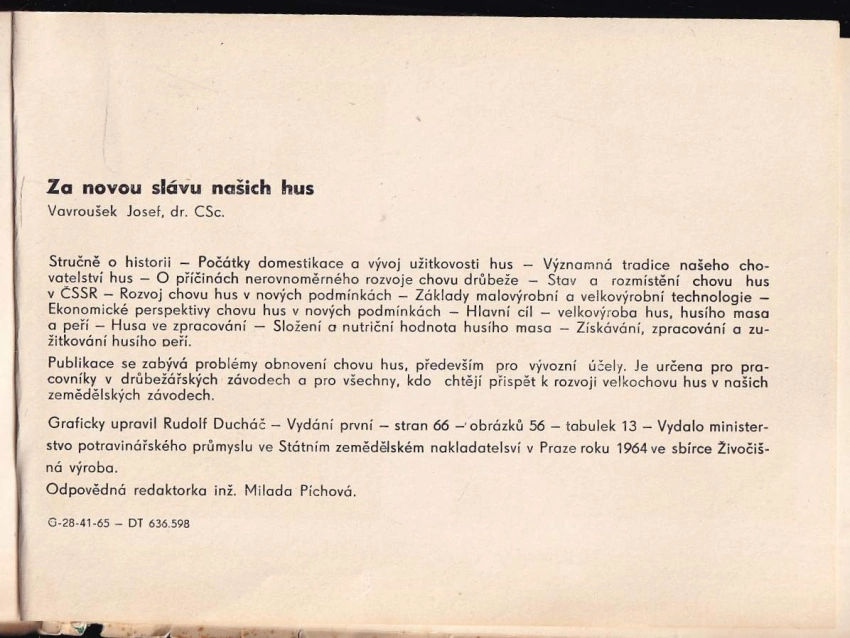 Za novou slávu našich hus
Vavroušek Josef, dr. CSc.
Stručně o historii – Počátky domestikace a vývoj užitkovosti hus – Významná tradice našeho cho-
vatelství hus – O příčinách nerovnoměrného rozvoje chovu drůbeže – Stav a rozmístění chovu hus
v ČSSR – Rozvoj chovu hus v nových podmínkách – Základy malovýrobní a velkovýrobní technologie –
Ekonomické perspektivy chovu hus v nových podmínkách – Hlavní cíl – velkovýroba hus, husího masa
a peří – Husa ve zpracování – Složení a nutriční hodnota husího masa – Získávání, zpracování a zu-
žitkování husího peří.
Publikace se zabývá problémy obnovení chovu hus, především pro vývozní účely. Je určena pro pra-
covníky v drůbežářských závodech a pro všechny, kdo chtějí přispět k rozvoji velkochovu hus v našich
zemědělských závodech.
Graficky upravil Rudolf Ducháč – Vydání první – stran 66 – obrázků 56 – tabulek 13 – Vydalo minister-
stvo potravinářského průmyslu ve Státním zemědělském nakladatelsví v Praze roku 1964 ve sbírce Živočiš-
ná výroba.
Odpovědná redaktorka inž. Milada Píchová.
G-28-41-65 – DT 636.598